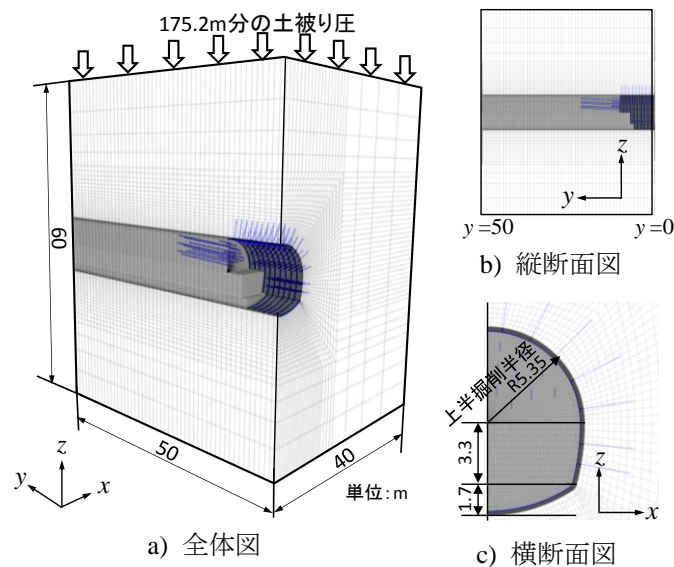 175.2m分の土被り圧
60
50
40
単位：m
z
y
x
a) 全体図
z
y
y =50
y =0
b) 縦断面図
上半掘削半径
R5.35
3.3
1.7
z
x
c) 横断面図